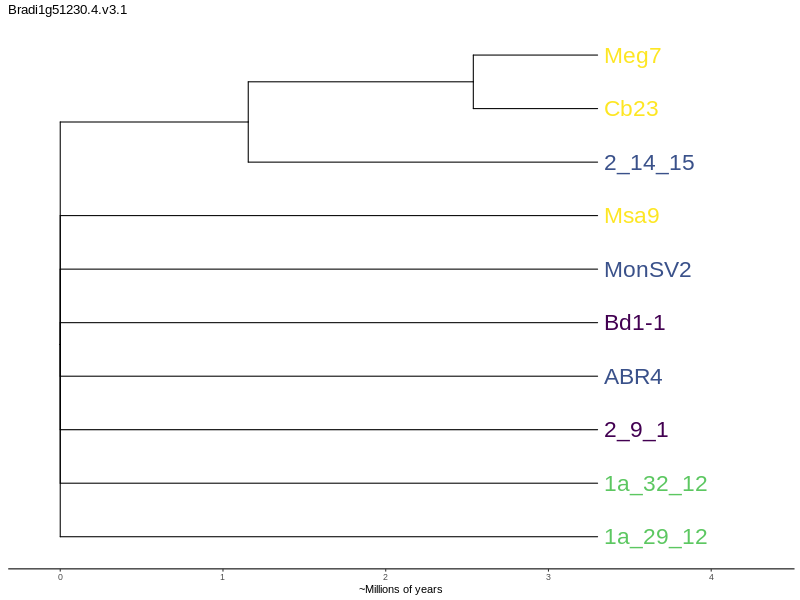 Bradi1g51230.4.v3.1
Meg7
Cb23
2_14_15
Msa9
MonSV2
Bd1-1
ABR4
2_9_1
1a_32_12
1a_29_12
0 1 2 3 4
~Millions of years